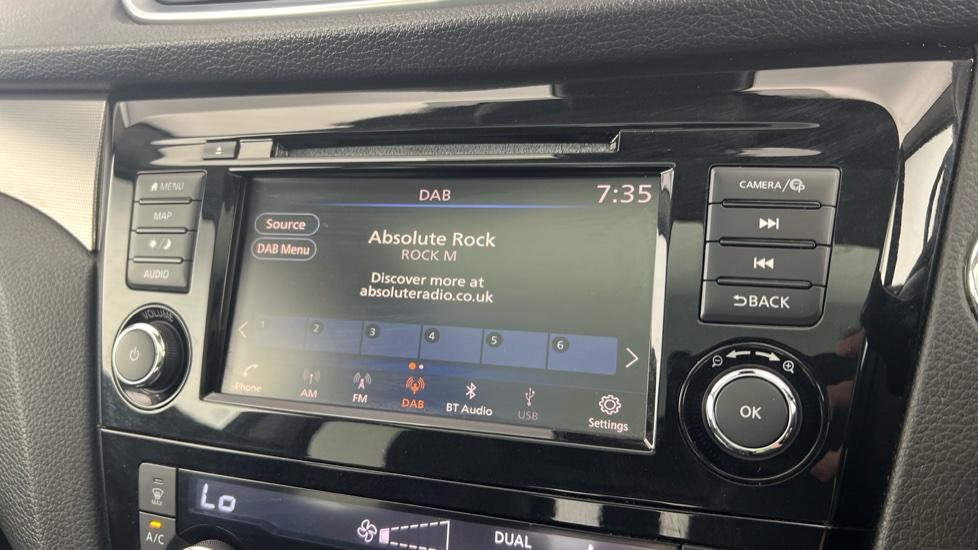 MENU
MAP
AUDIO
VOLUME
DAB 7:35
Source
DAB Menu
Absolute Rock
ROCK M
Discover more at
absoluteradio.co.uk
1 2 3 4 5 6
Phone AM FM DAB BT Audio USB Settings
CAMERA/
BACK
OK
MAX
A/C
Lo
DUAL